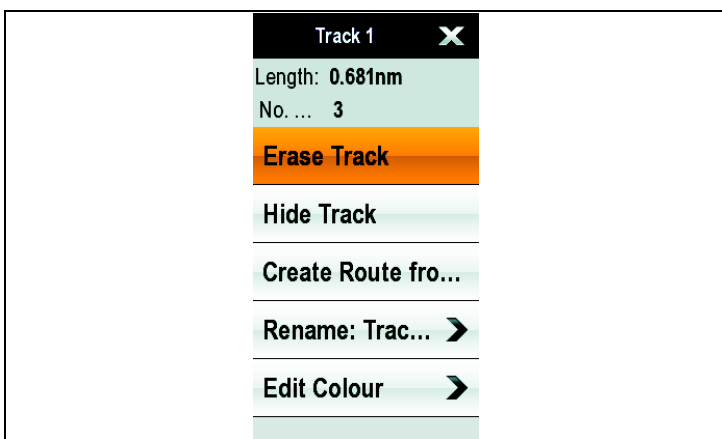 Track 1
Length: 0.681nm
No. ... 3
Erase Track
Hide Track
Create Route fro...
Rename: Trac...
Edit Colour